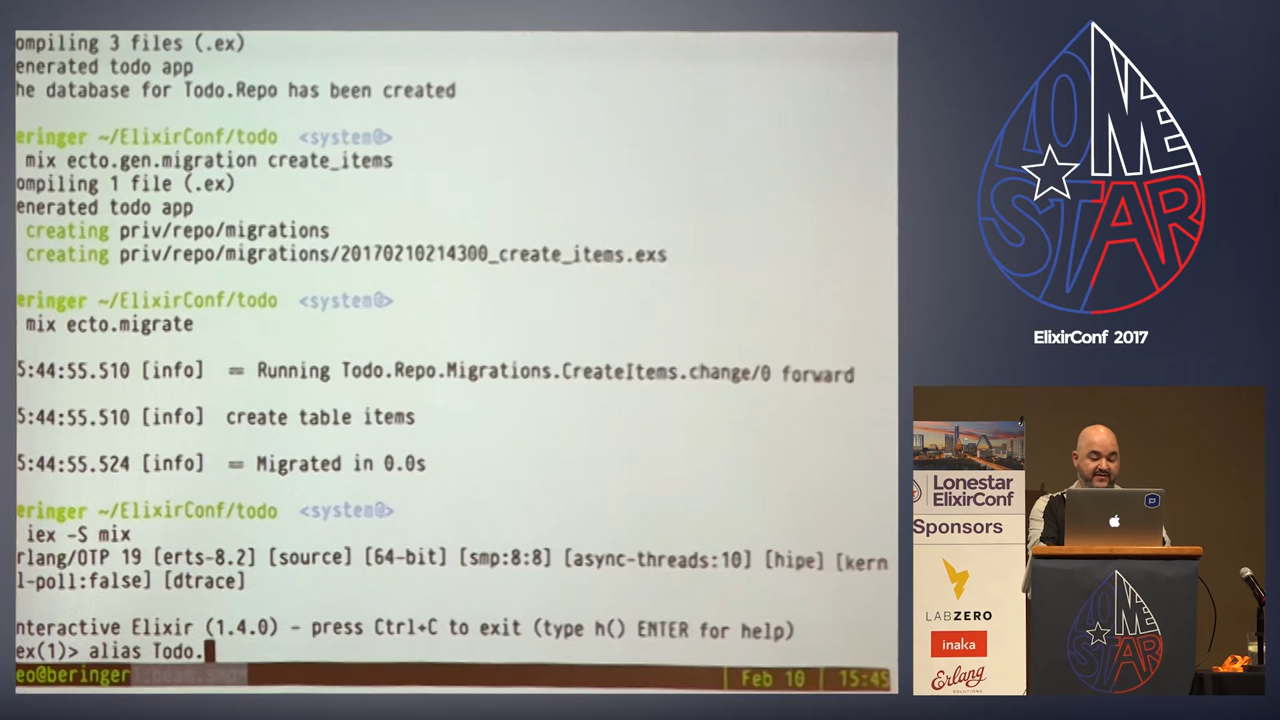 ompiling 3 files (.ex)
enerated todo app
he database for Todo.Repo has been created
eringer ~/ElixirConf/todo <system@>
mix ecto.gen.migration create_items
ompiling 1 file (.ex)
enerated todo app
creating priv/repo/migrations
creating priv/repo/migrations/20170210214300_create_items.exs
eringer ~/ElixirConf/todo <system@>
mix ecto.migrate
5:44:55.510 [info] == Running Todo.Repo.Migrations.CreateItems.change/0 forward
5:44:55.510 [info] create table items
5:44:55.524 [info] == Migrated in 0.0s
eringer ~/ElixirConf/todo <system@>
iex -S mix
rlang/OTP 19 [erts-8.2] [source] [64-bit] [smp:8:8] [async-threads:10] [hipe] [kern
l-poll:false] [dtrace]
nteractive Elixir (1.4.0) - press Ctrl+C to exit (type h() ENTER for help)
ex(1)> alias Todo.
eo@beringer
Feb 10 | 15:45
LONE
STAR
ElixirConf 2017
Lonestar
ElixirConf
Sponsors
LABZERO
inaka
Erlang
SOLUTIONS
LONE
STAR